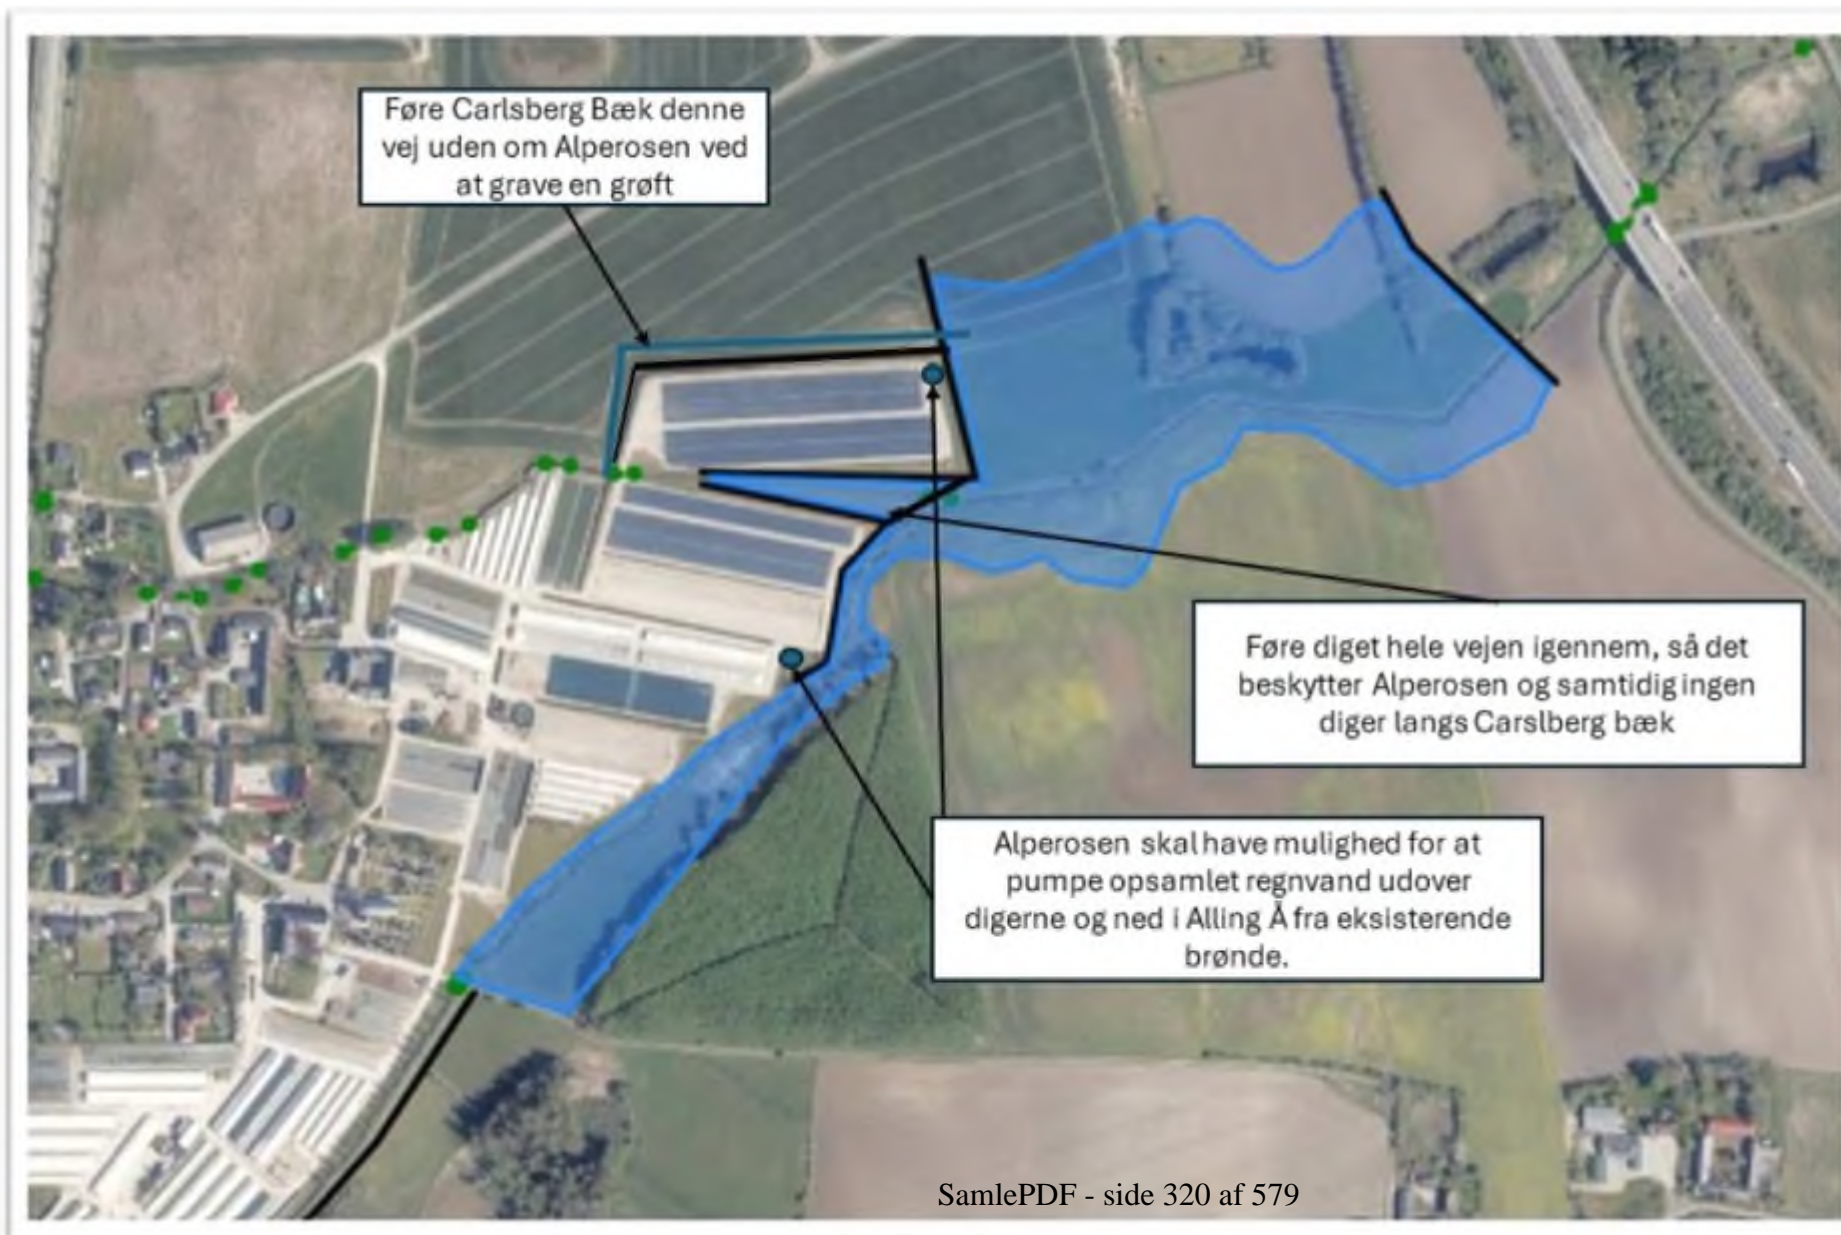 Føre Carlsberg Bæk denne
vej uden om Alperosen ved
at grave en grøft
Føre diget hele vejen igennem, så det
beskytter Alperosen og samtidig ingen
diger langs Carslberg bæk
Alperosen skal have mulighed for at
pumpe opsamlet regnvand udover
digerne og ned i Alling Å fra eksisterende
brønde.
SamlePDF - side 320 af 579